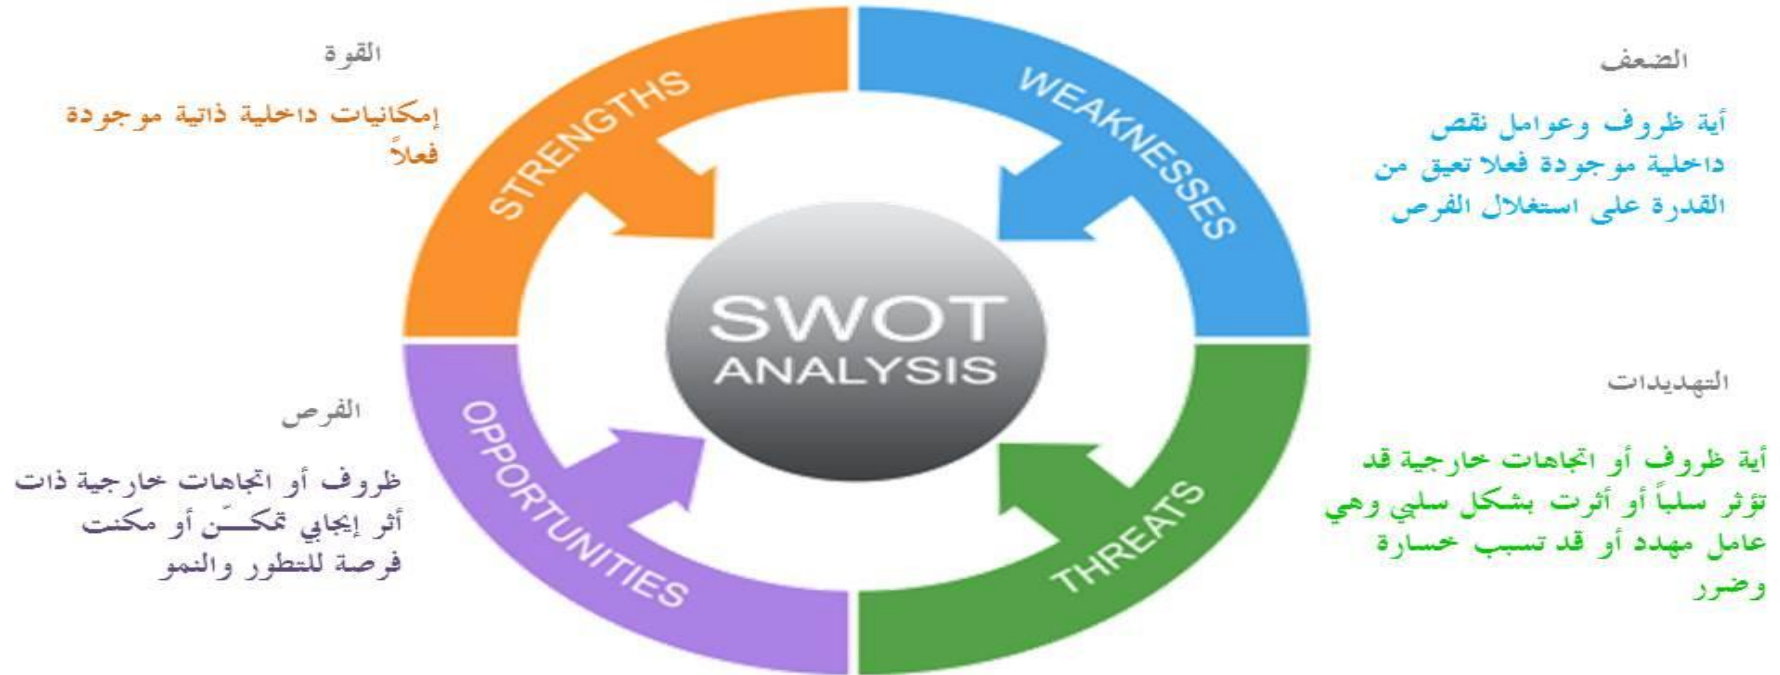 القوة
إمكانيات داخلية ذاتية موجودة
فعلاً
STRENGTHS
WEAKNESSES
الضعف
أية ظروف وعوامل نقص
داخلية موجودة فعلا تعيق من
القدرة على استغلال الفرص
SWOT
ANALYSIS
الفرص
ظروف أو اتجاهات خارجية ذات
أثر إيجابي تمكــّن أو مكنت
فرصة للتطور والنمو
OPPORTUNITIES
THREATS
التهديدات
أية ظروف أو اتجاهات خارجية قد
تؤثر سلباً أو أثرت بشكل سلبي وهي
عامل مهدد أو قد تسبب خسارة
وضرر